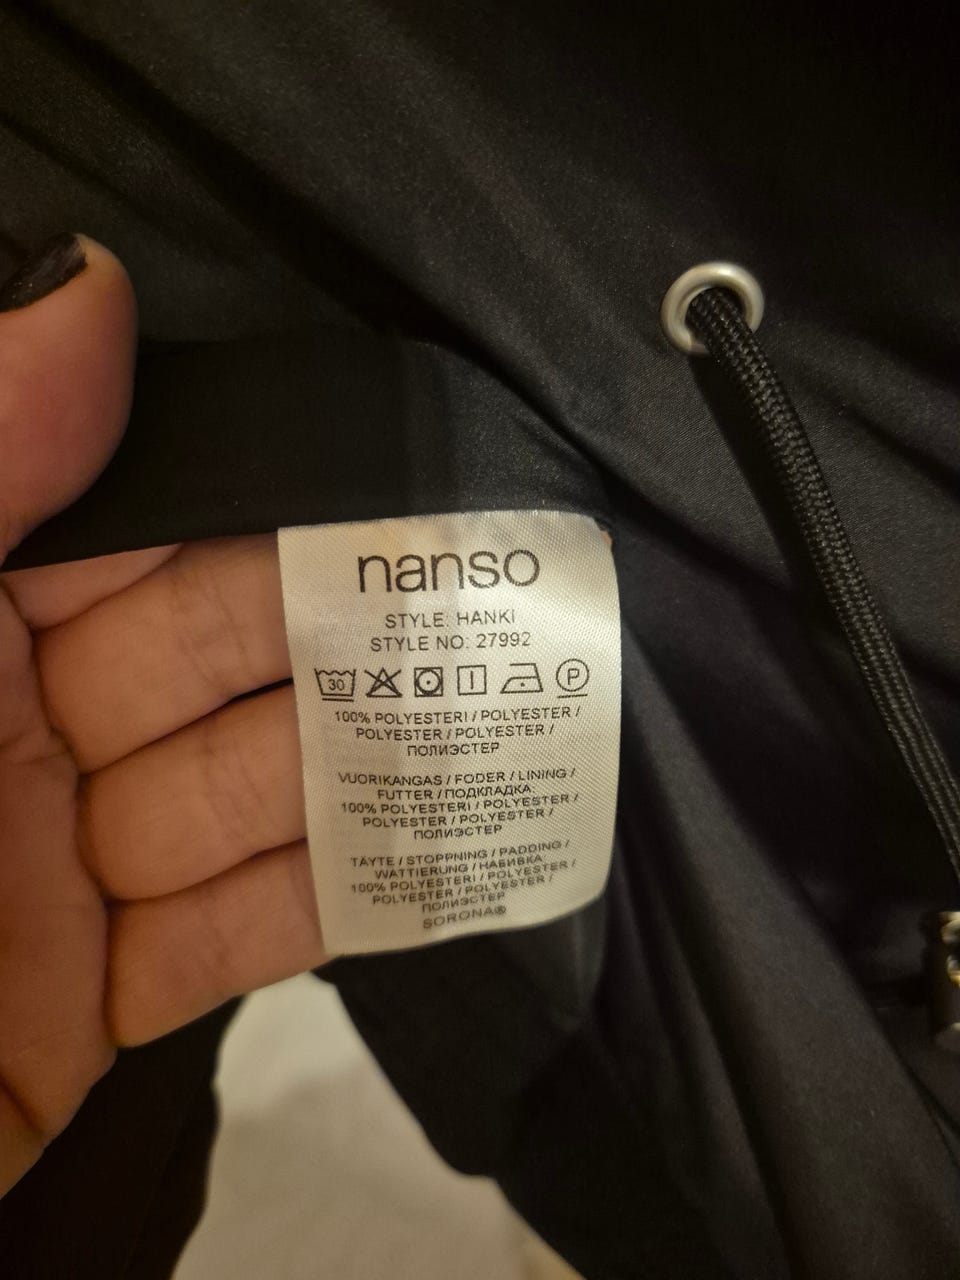 nanso
STYLE: HANKI
STYLE NO: 27992
30 P
100% POLYESTERI / POLYESTER /
POLYESTER / POLYESTER /
ПОЛИЭСТЕР
VUORIKANGAS / FODER / LINING /
FUTTER / ПОДКЛАДКА:
100% POLYESTERI / POLYESTER /
POLYESTER / POLYESTER /
ПОЛИЭСТЕР
TÄYTE / STOPPNING / PADDING /
WATTIERUNG / НАБИВКА
100% POLYESTERI / POLYESTER /
POLYESTER / POLYESTER /
ПОЛИЭСТЕР
SORONA®